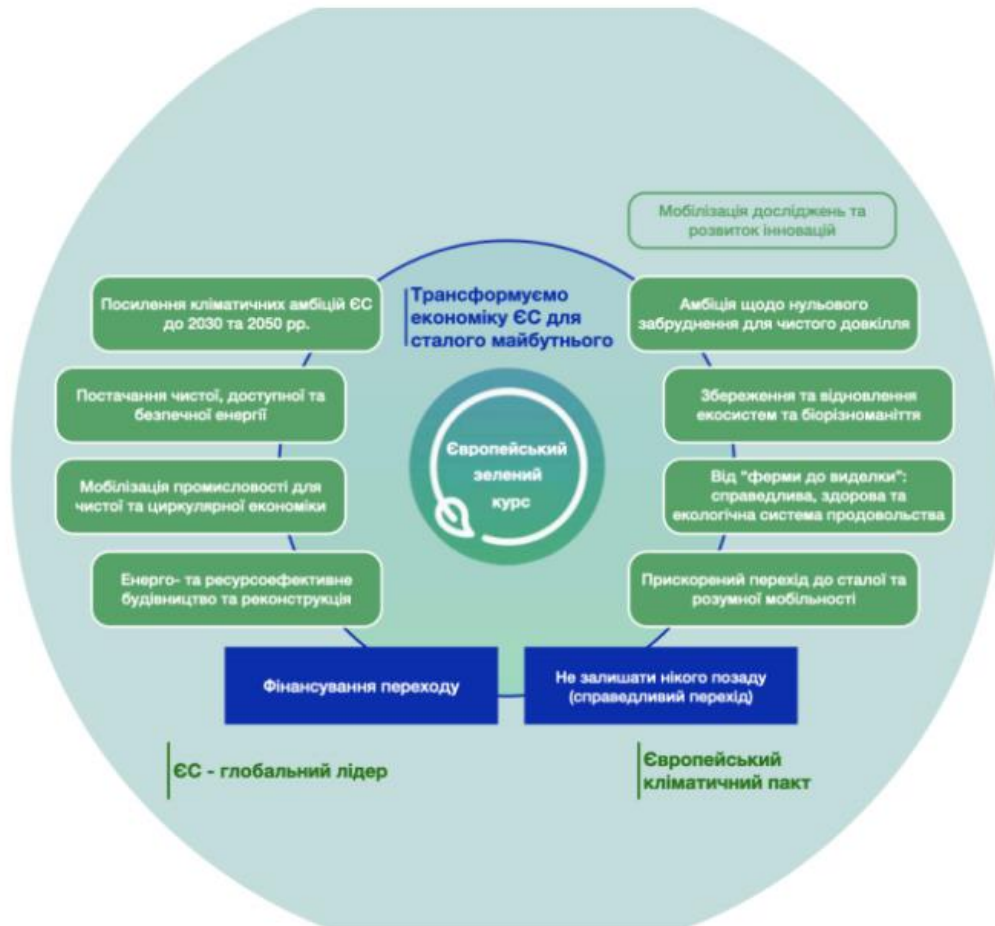 Мобілізація досліджень та
розвиток інновацій
Трансформуємо
економіку ЄС для
сталого майбутнього
Посилення кліматичних амбіцій ЄС
до 2030 та 2050 рр.
Постачання чистої, доступної та
безпечної енергії
Мобілізація промисловості для
чистої та циркулярної економіки
Енерго- та ресурсоефективне
будівництво та реконструкція
Європейський
зелений
курс
Амбіція щодо нульового
забруднення для чистого довкілля
Збереження та відновлення
екосистем та біорізноманіття
Від “ферми до виделки”:
справедлива, здорова та
екологічна система продовольства
Прискорений перехід до сталої та
розумної мобільності
Фінансування переходу
Не залишати нікого позаду
(справедливий перехід)
ЄС - глобальний лідер
Європейський
кліматичний пакт